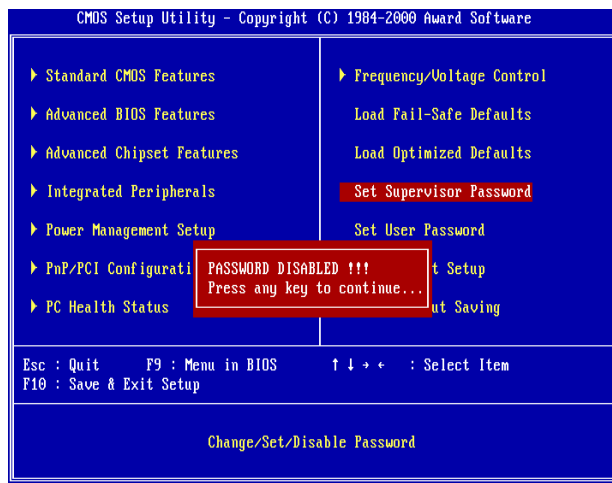 CMOS Setup Utility - Copyright (C) 1984-2000 Award Software
Standard CMOS Features
Advanced BIOS Features
Advanced Chipset Features
Integrated Peripherals
Power Management Setup
PnP/PCI Configurati
PC Health Status
Frequency/Voltage Control
Load Fail-Safe Defaults
Load Optimized Defaults
Set Supervisor Password
Set User Password
t Setup
ut Saving
PASSWORD DISABLED !!!
Press any key to continue...
Esc : Quit F9 : Menu in BIOS ↑ ↓ → ← : Select Item
F10 : Save & Exit Setup
Change/Set/Disable Password